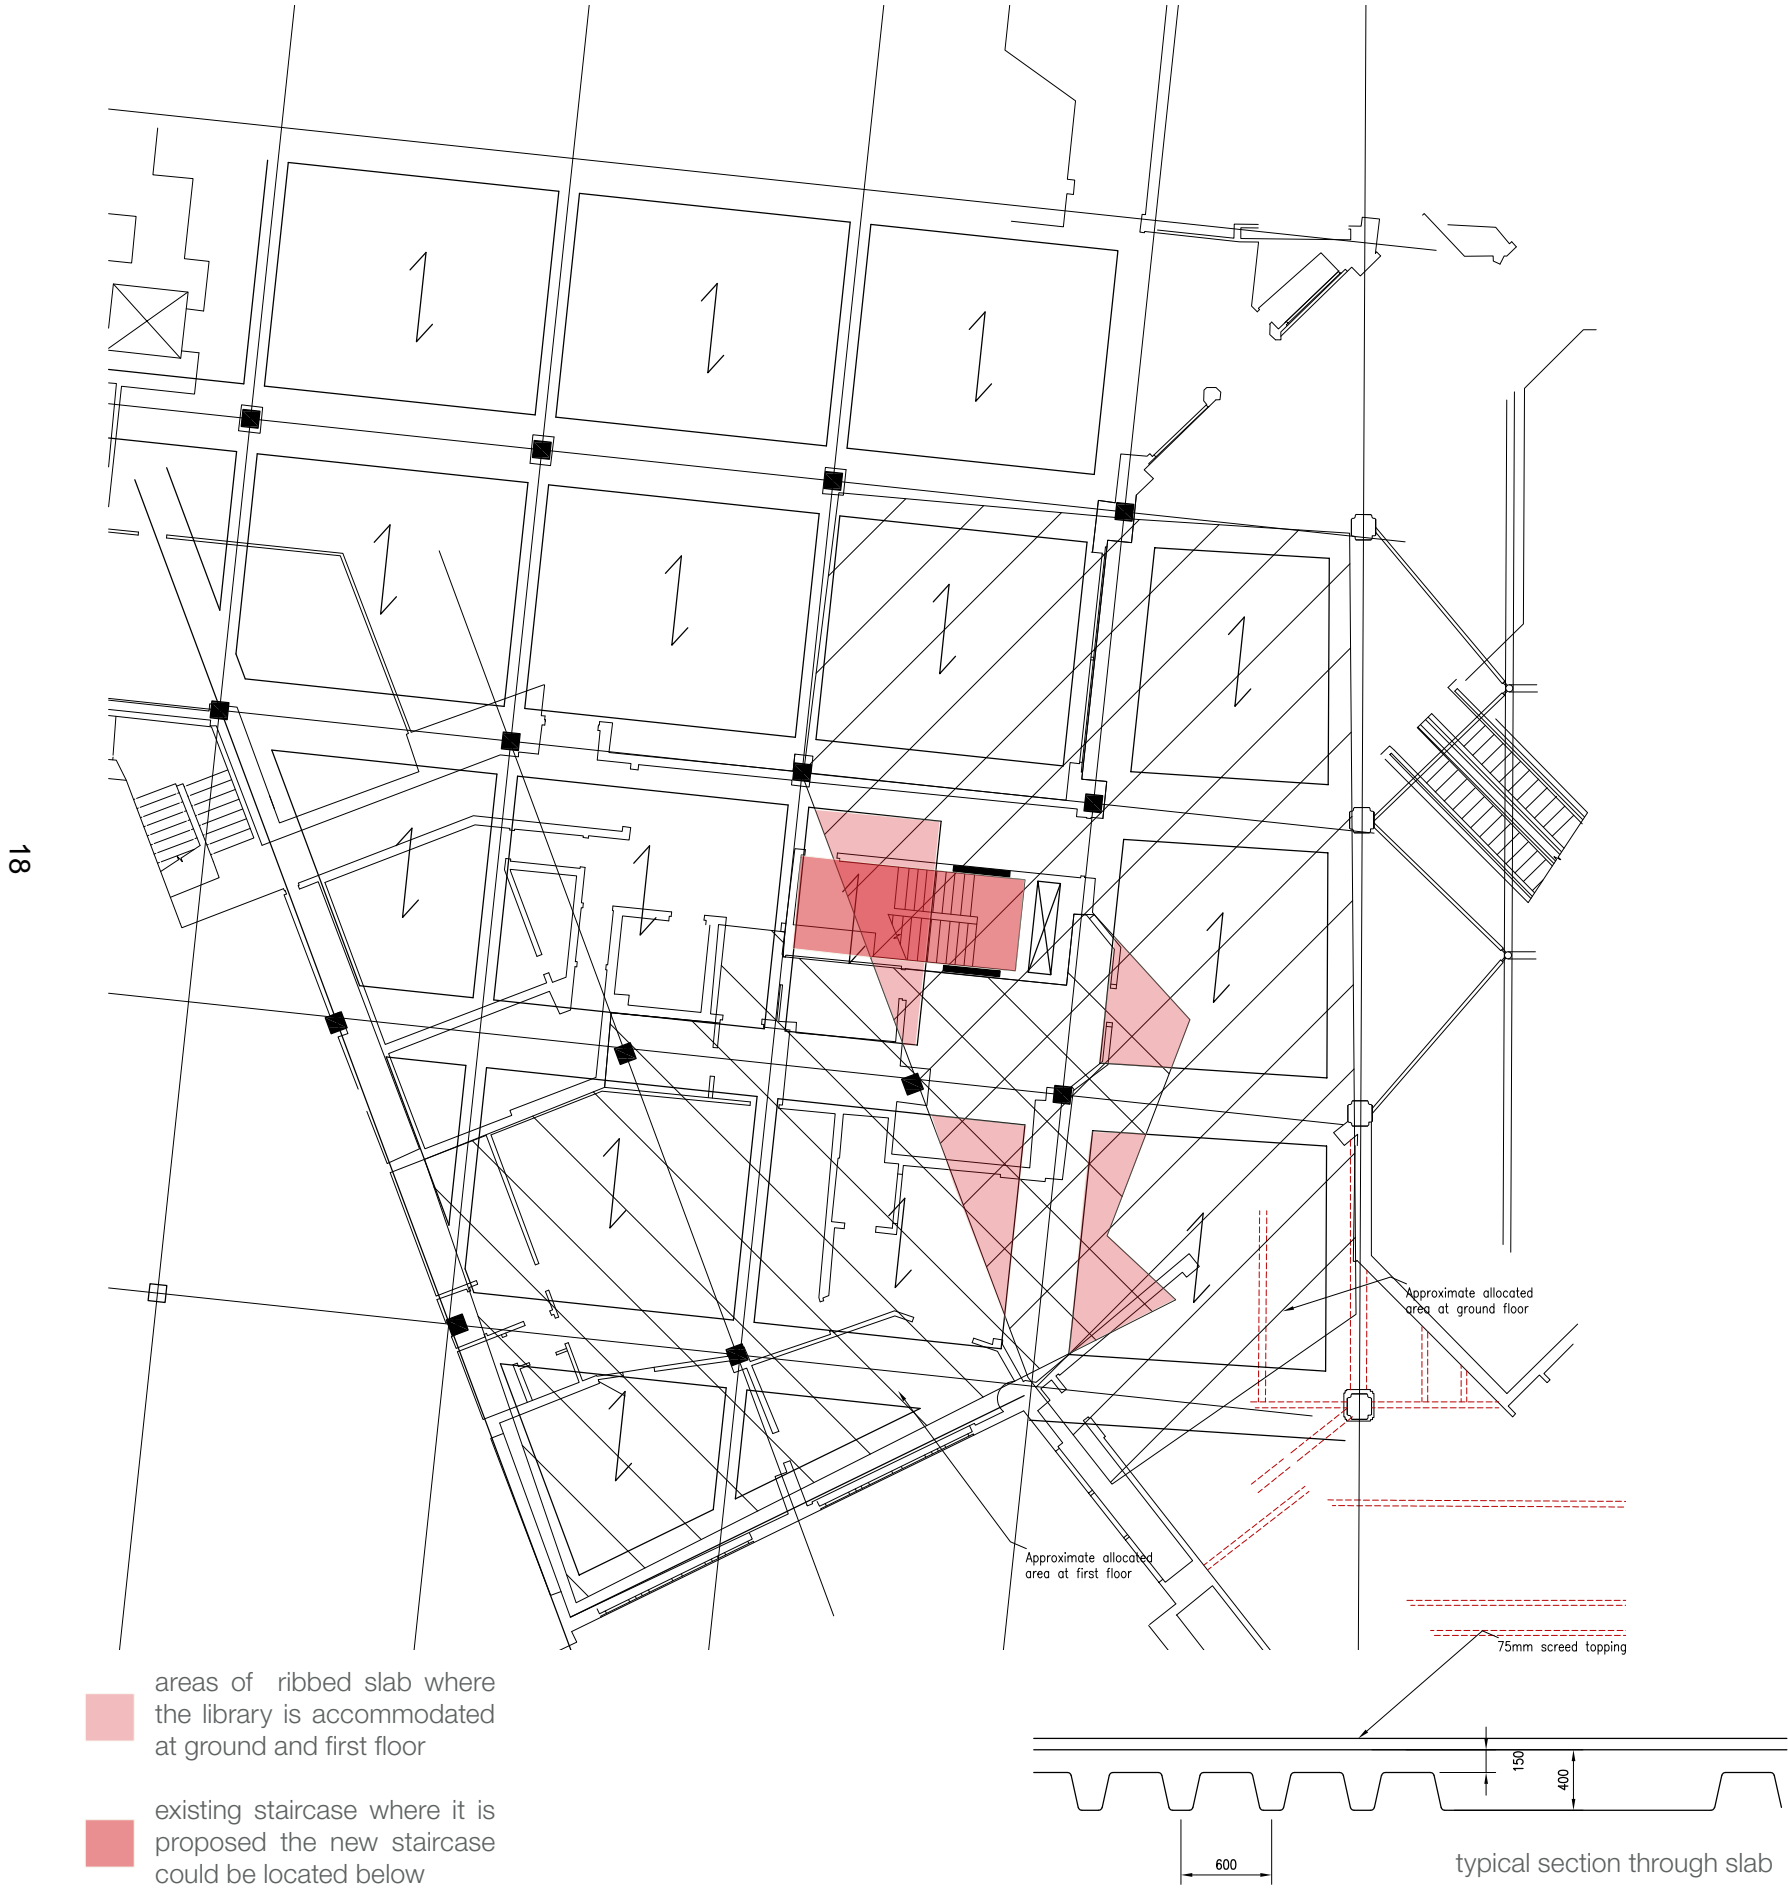 18
Approximate allocated
area at ground floor
Approximate allocated
area at first floor
75mm screed topping
areas of ribbed slab where
the library is accommodated
at ground and first floor
existing staircase where it is
proposed the new staircase
could be located below
150
400
600
typical section through slab